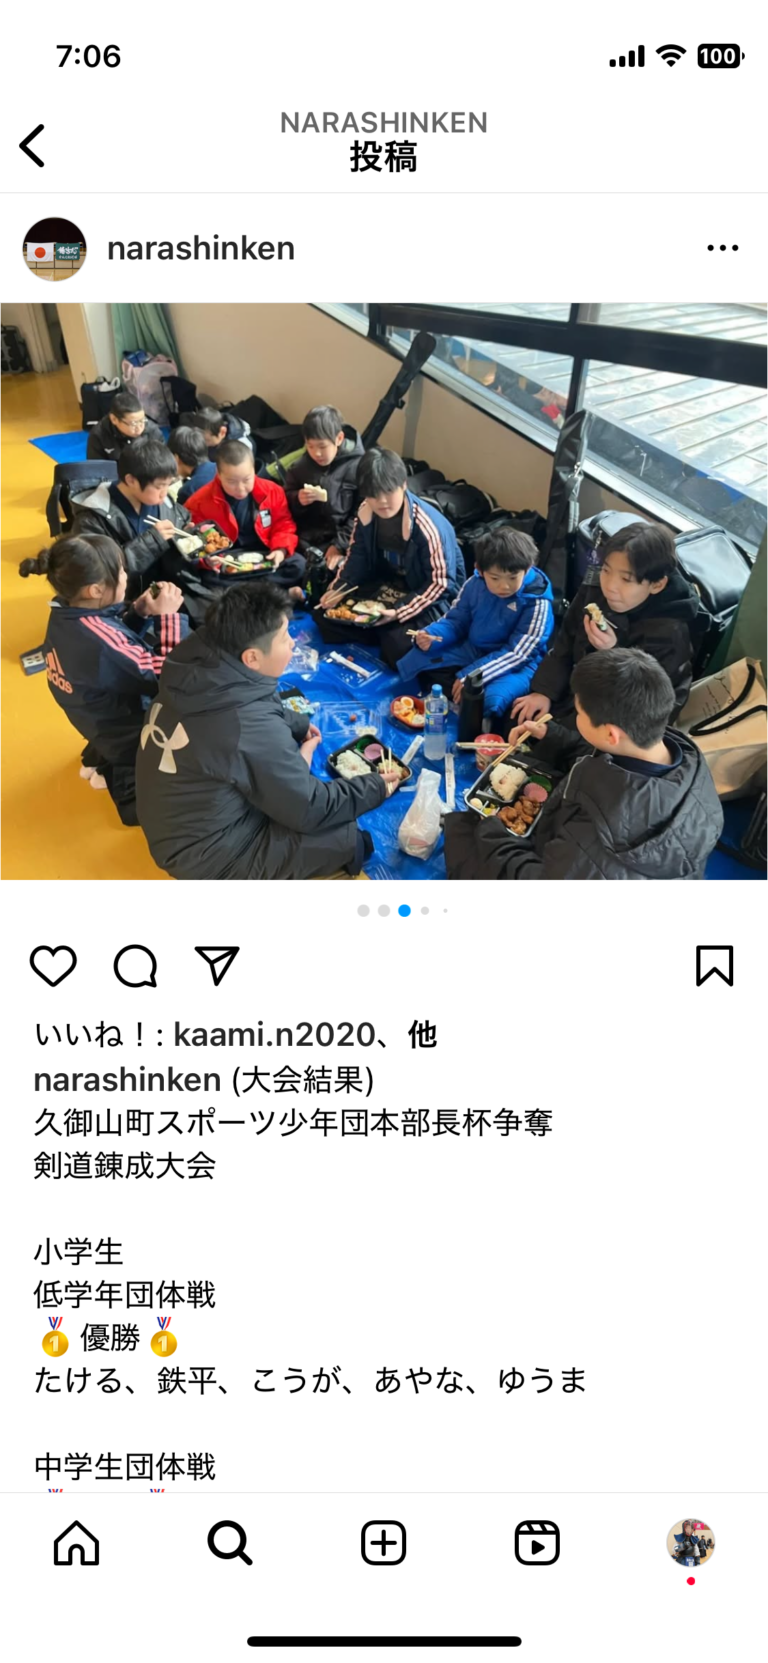 7:06
100
NARASHINKEN
投稿
narashinken
adidas
いいね！: kaami.n2020、他
narashinken (大会結果)
久御山町スポーツ少年団本部長杯争奪
剣道錬成大会
小学生
低学年団体戦
🥇 優勝 🥇
たける、鉄平、こうが、あやな、ゆうま
中学生団体戦